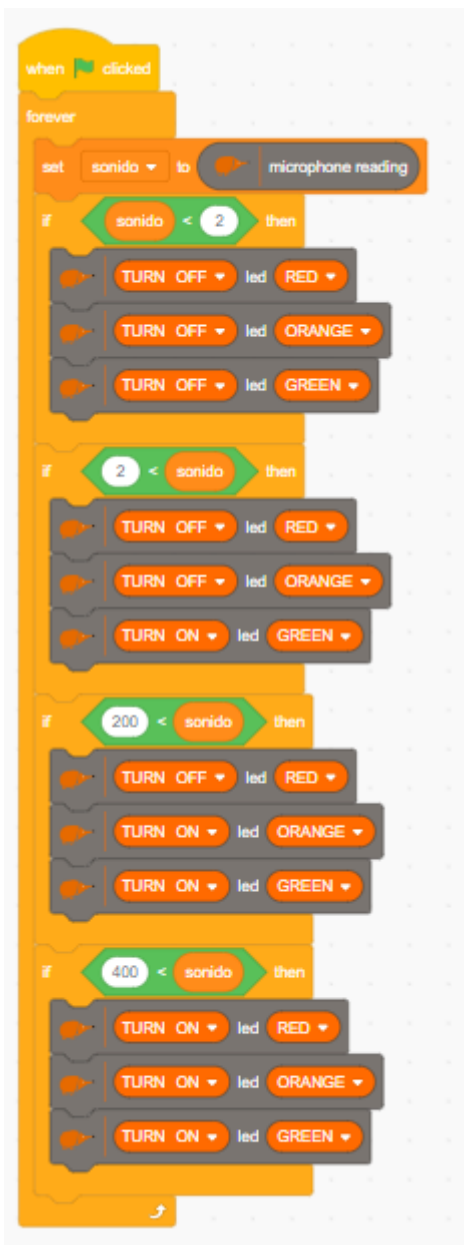 when clicked
forever
set sonido to microphone reading
if sonido < 2 then
TURN OFF led RED
TURN OFF led ORANGE
TURN OFF led GREEN
if 2 < sonido then
TURN OFF led RED
TURN OFF led ORANGE
TURN ON led GREEN
if 200 < sonido then
TURN OFF led RED
TURN ON led ORANGE
TURN ON led GREEN
if 400 < sonido then
TURN ON led RED
TURN ON led ORANGE
TURN ON led GREEN